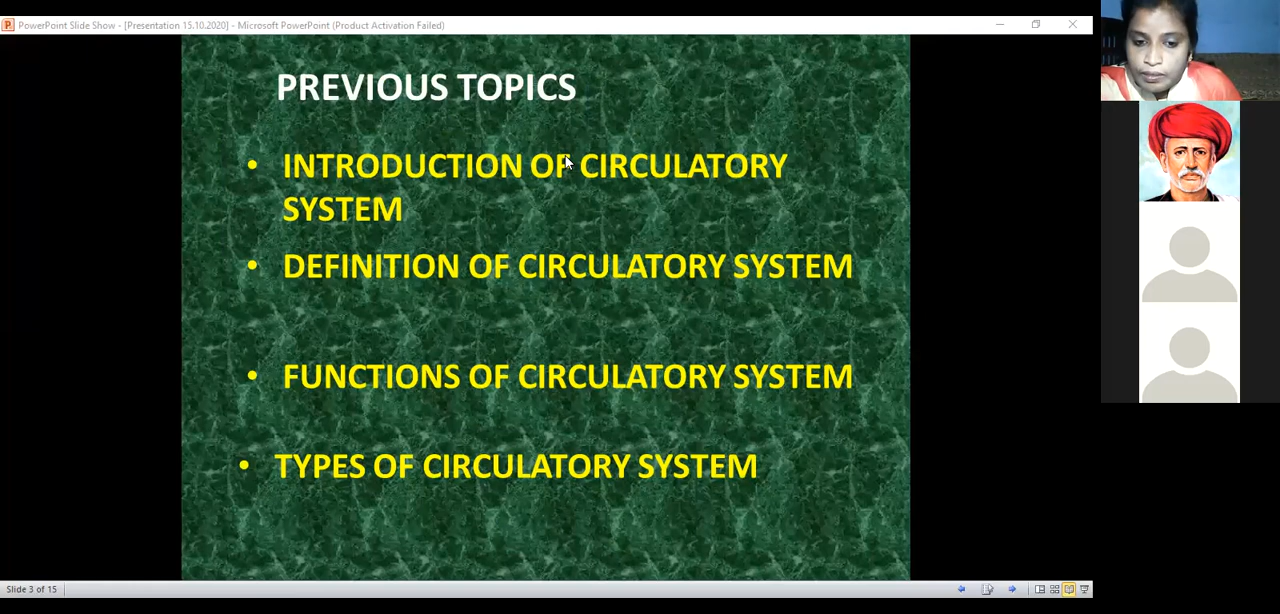 PowerPoint Slide Show - [Presentation 15.10.2020] - Microsoft PowerPoint (Product Activation Failed)
PREVIOUS TOPICS
• INTRODUCTION OF CIRCULATORY
SYSTEM
• DEFINITION OF CIRCULATORY SYSTEM
• FUNCTIONS OF CIRCULATORY SYSTEM
• TYPES OF CIRCULATORY SYSTEM
Slide 3 of 15